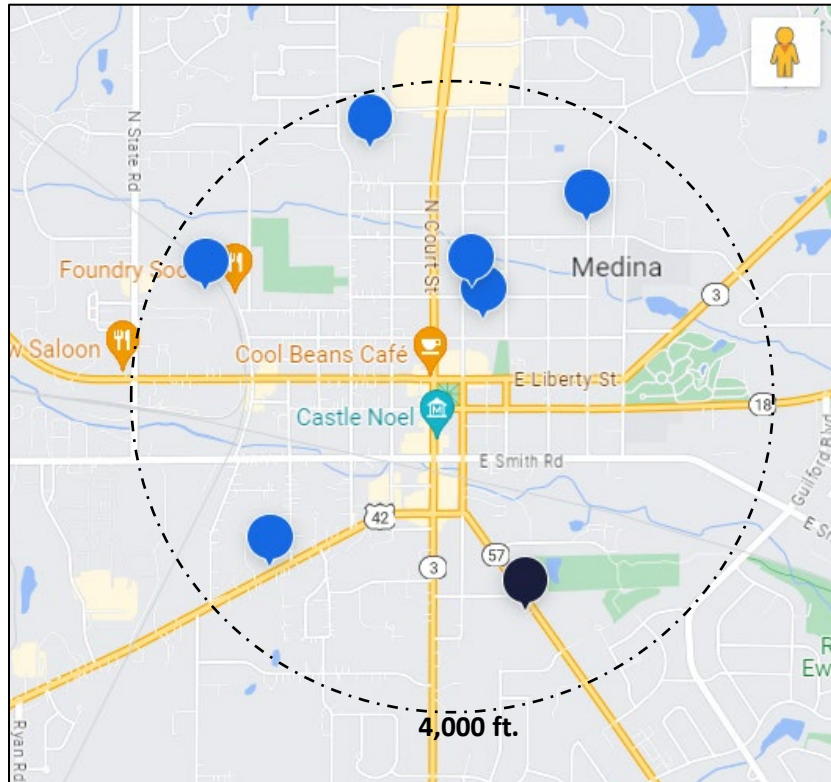 N State Rd
N Court St
Foundry Soc
Medina
3
w Saloon
Cool Beans Café
E Liberty St
Castle Noel
M
18
E Smith Rd
Guilford Blvd
42
E S
57
3
R
Ew
4,000 ft.
Ryan Rd